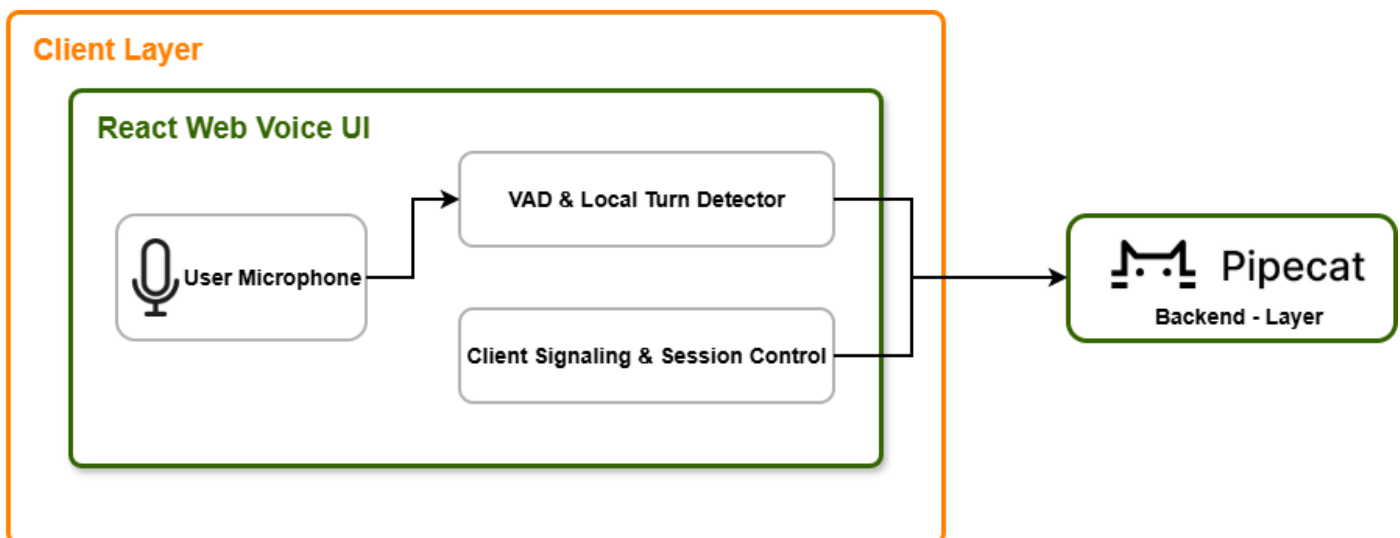 Client Layer
React Web Voice UI
VAD & Local Turn Detector
User Microphone
Client Signaling & Session Control
Pipecat
Backend - Layer